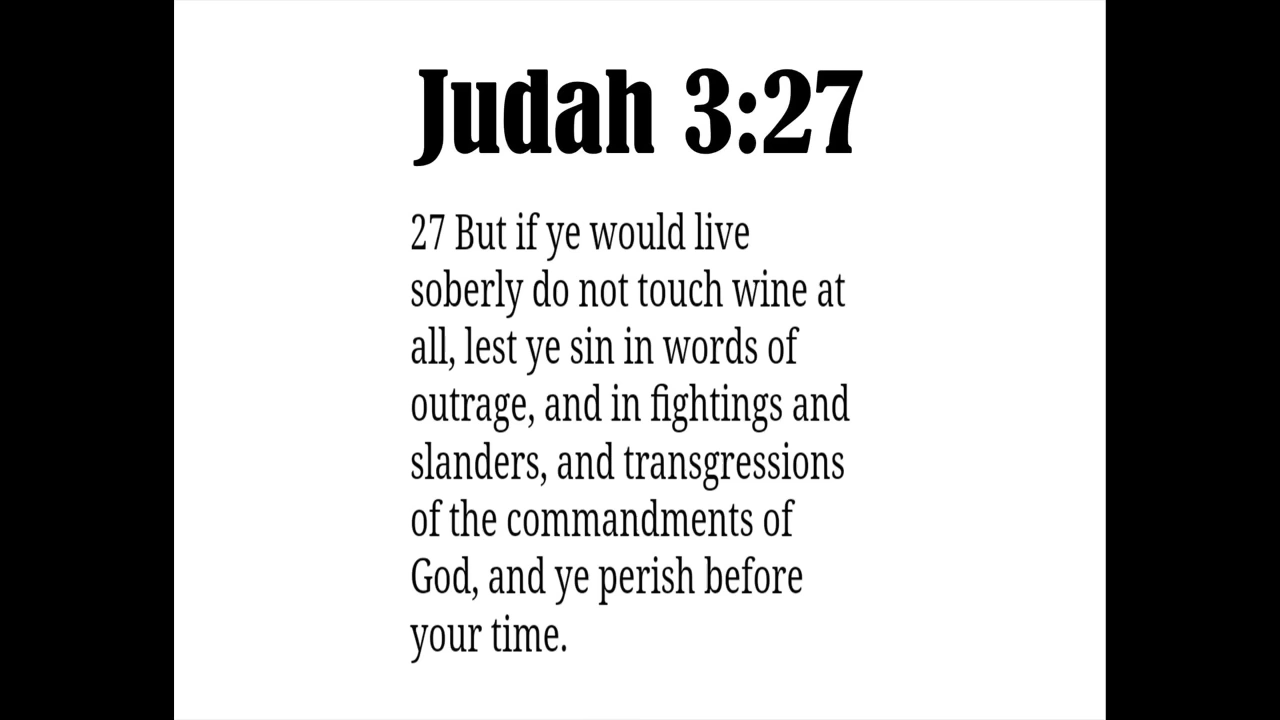 Judah 3:27
27 But if ye would live
soberly do not touch wine at
all, lest ye sin in words of
outrage, and in fightings and
slanders, and transgressions
of the commandments of
God, and ye perish before
your time.